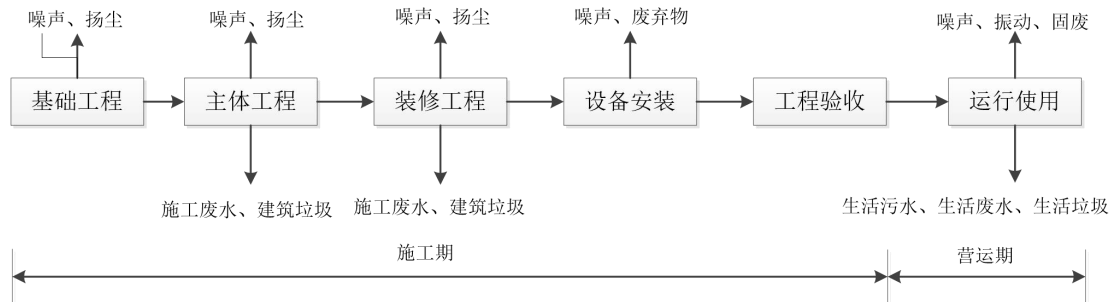 噪声、扬尘
噪声、扬尘
噪声、扬尘
噪声、废弃物
噪声、振动、固废
基础工程
主体工程
装修工程
设备安装
工程验收
运行使用
施工废水、建筑垃圾
施工废水、建筑垃圾
生活污水、生活废水、生活垃圾
施工期
营运期